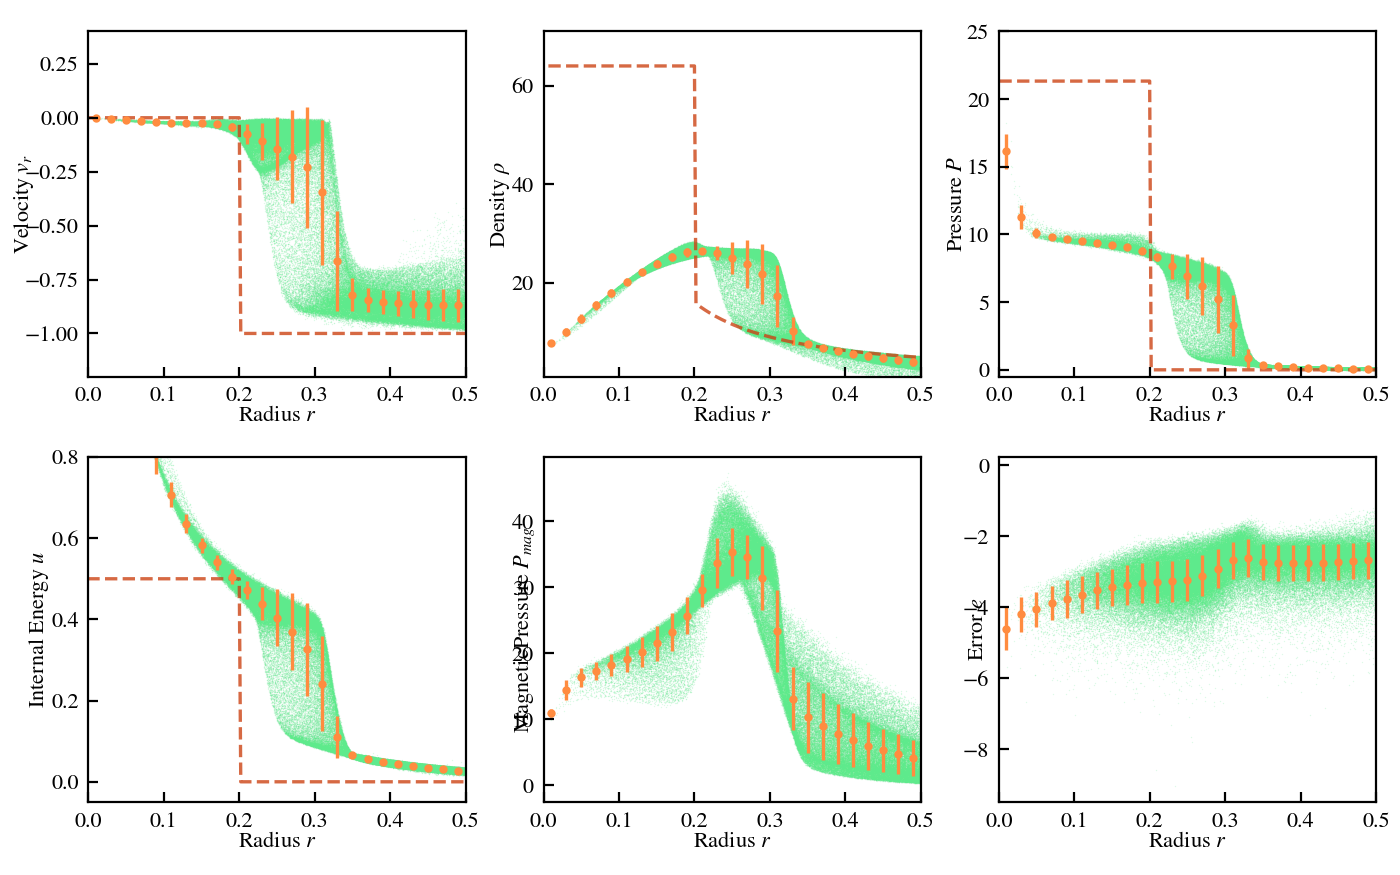 Velocity v_r
0.25
0.00
−0.25
−0.50
−0.75
−1.00
0.0 0.1 0.2 0.3 0.4 0.5
Radius r
Density ρ
60
40
20
0.0 0.1 0.2 0.3 0.4 0.5
Radius r
Pressure P
25
20
15
10
5
0
0.0 0.1 0.2 0.3 0.4 0.5
Radius r
Internal Energy u
0.8
0.6
0.4
0.2
0.0
0.0 0.1 0.2 0.3 0.4 0.5
Radius r
Magnetic Pressure P_mag
40
30
20
10
0
0.0 0.1 0.2 0.3 0.4 0.5
Radius r
Error e
0
−2
−4
−6
−8
0.0 0.1 0.2 0.3 0.4 0.5
Radius r